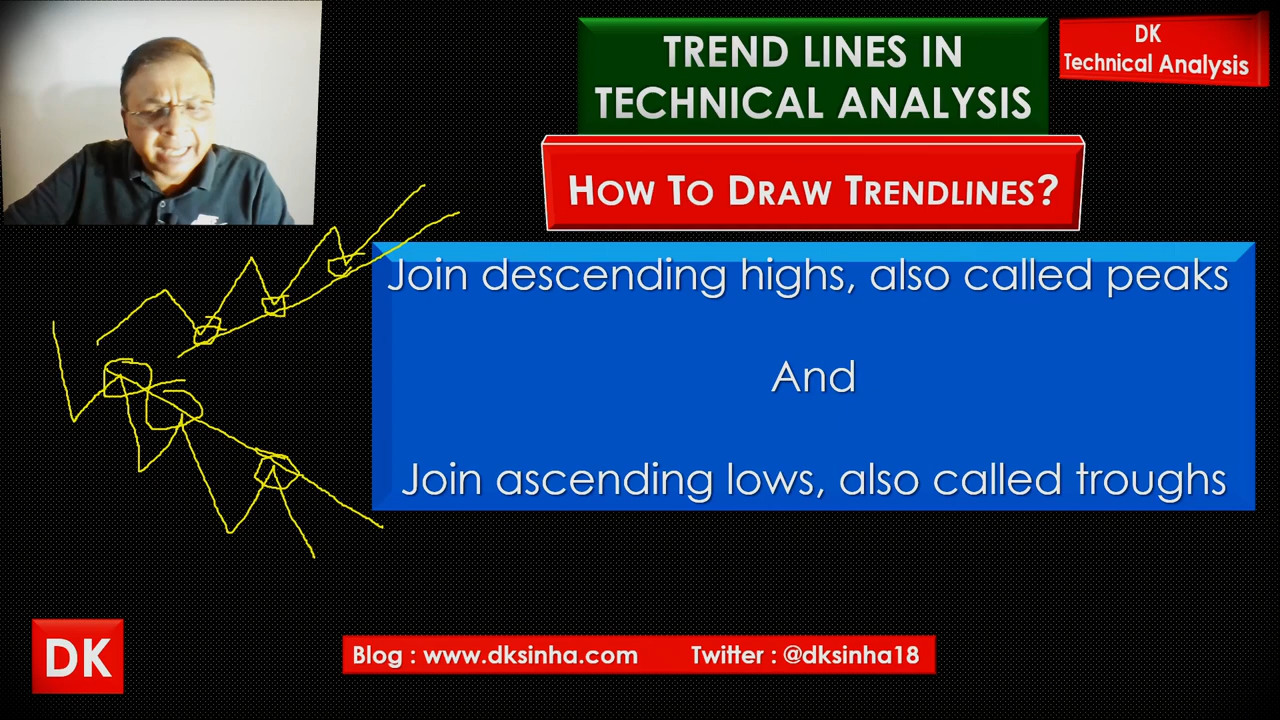 TREND LINES IN
TECHNICAL ANALYSIS
DK
Technical Analysis
HOW TO DRAW TRENDLINES?
Join descending highs, also called peaks
And
Join ascending lows, also called troughs
DK
Blog : www.dksinha.com Twitter : @dksinha18